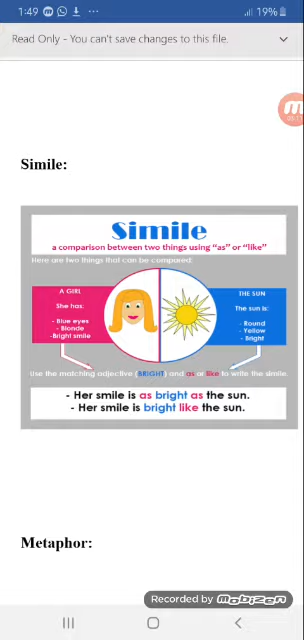 1:49 ... 19%
Read Only - You can't save changes to this file.
Simile:
Simile
a comparison between two things using "as" or "like"
Here are two things that can be compared:
A GIRL
She has:
- Blue eyes
- Blonde
-Bright smile
THE SUN
The sun is:
- Round
- Yellow
- Bright
Use the matching adjective (BRIGHT) and as or like to write the simile.
- Her smile is as bright as the sun.
- Her smile is bright like the sun.
Metaphor:
Recorded by mobizen